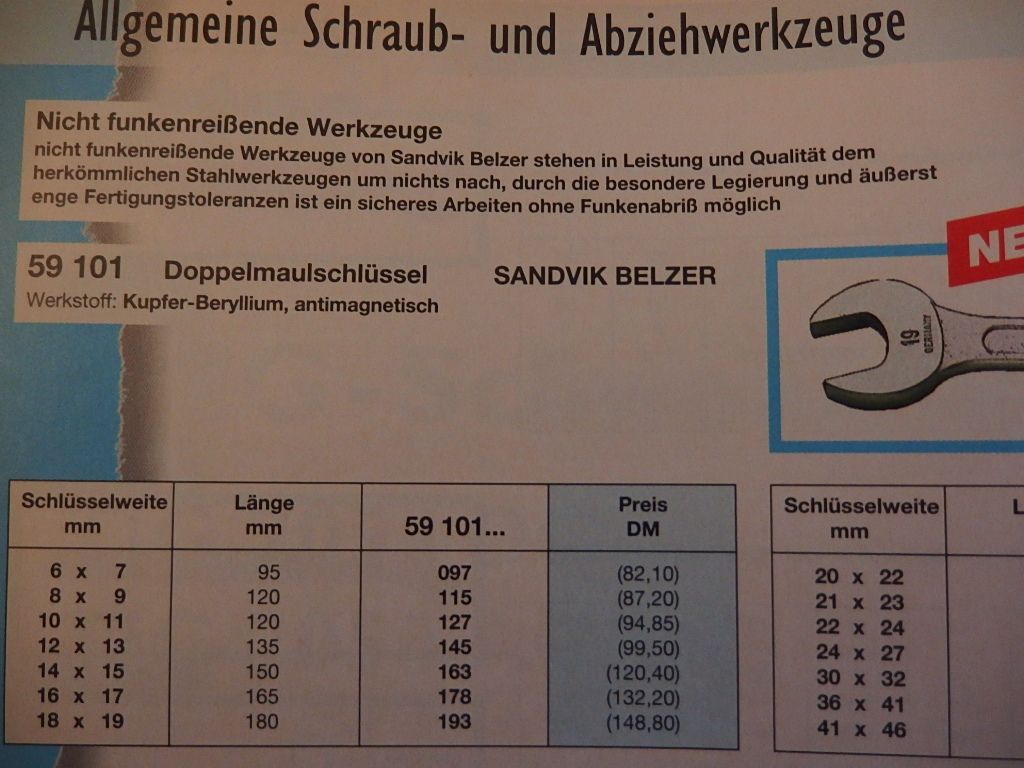 Allgemeine Schraub- und Abziehwerkzeuge
Nicht funkenreißende Werkzeuge
nicht funkenreißende Werkzeuge von Sandvik Belzer stehen in Leistung und Qualität dem
herkömmlichen Stahlwerkzeugen um nichts nach, durch die besondere Legierung und äußerst
enge Fertigungstoleranzen ist ein sicheres Arbeiten ohne Funkenabriß möglich
59 101 Doppelmaulschlüssel SANDVIK BELZER
Werkstoff: Kupfer-Beryllium, antimagnetisch
NE
19
GERMANY
Schlüsselweite Länge 59 101... Preis
mm mm DM
6 x 7 95 097 (82,10)
8 x 9 120 115 (87,20)
10 x 11 120 127 (94,85)
12 x 13 135 145 (99,50)
14 x 15 150 163 (120,40)
16 x 17 165 178 (132,20)
18 x 19 180 193 (148,80)
Schlüsselweite L
mm
20 x 22
21 x 23
22 x 24
24 x 27
30 x 32
36 x 41
41 x 46